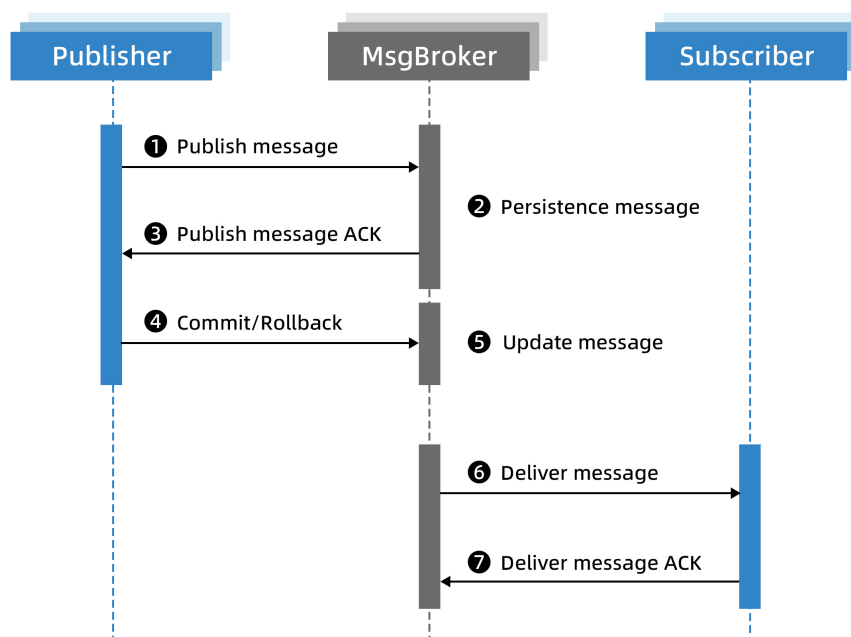 Publisher
MsgBroker
Subscriber
❶ Publish message
❷ Persistence message
❸ Publish message ACK
❹ Commit/Rollback
❺ Update message
❻ Deliver message
❼ Deliver message ACK